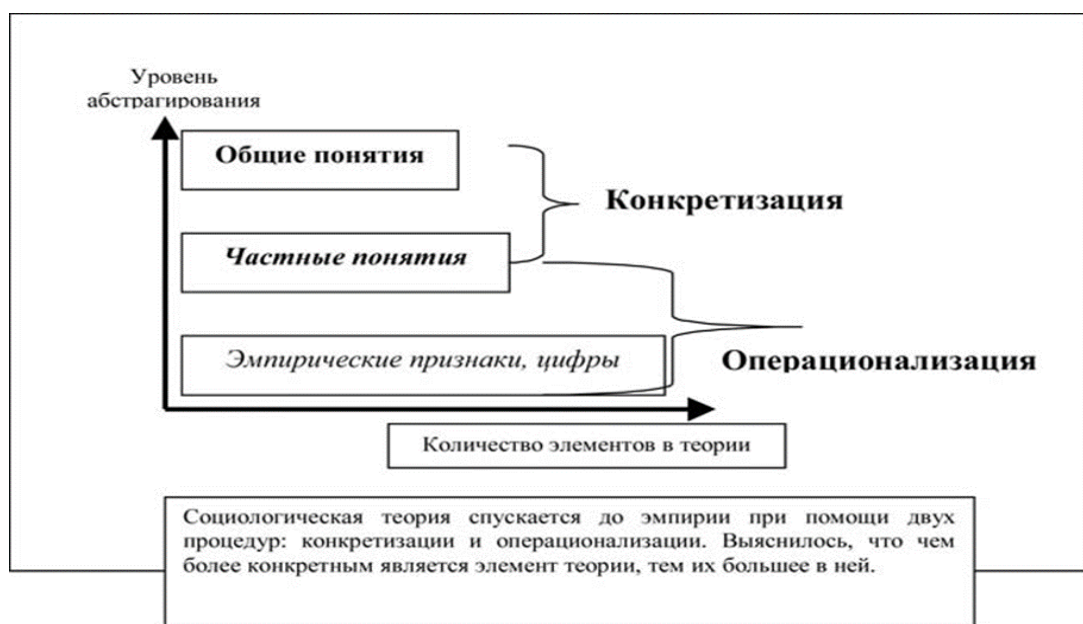 Уровень
абстрагирования
Общие понятия
Конкретизация
Частные понятия
Эмпирические признаки, цифры
Операционализация
Количество элементов в теории
Социологическая теория спускается до эмпирии при помощи двух
процедур: конкретизации и операционализации. Выяснилось, что чем
более конкретным является элемент теории, тем их большее в ней.